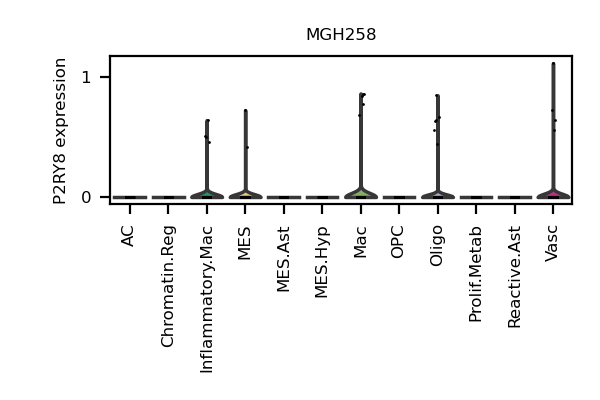 MGH258
P2RY8 expression
1
0
AC
Chromatin.Reg
Inflammatory.Mac
MES
MES.Ast
MES.Hyp
Mac
OPC
Oligo
Prolif.Metab
Reactive.Ast
Vasc